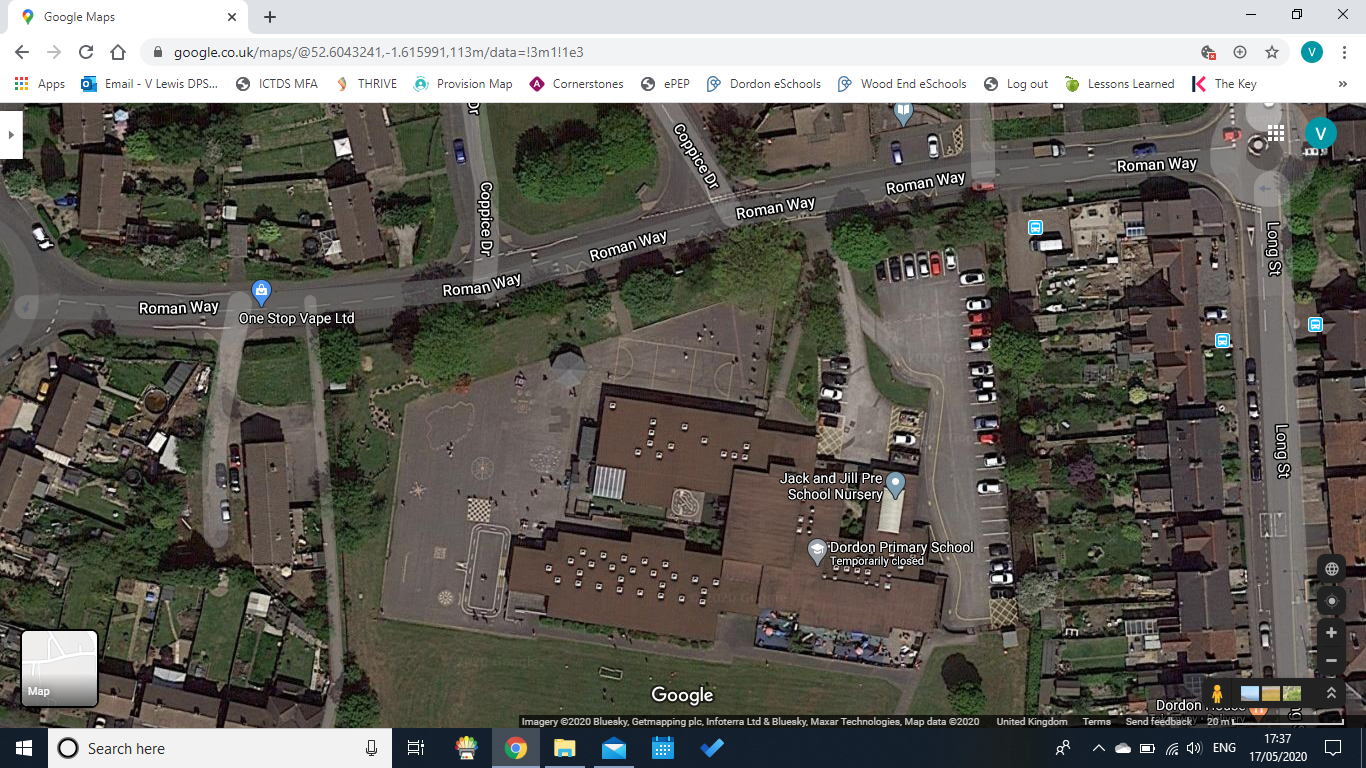 Google Maps
google.co.uk/maps/@52.6043241,-1.615991,113m/data=!3m1!1e3
V
Apps
Email - V Lewis DPS...
ICTDS MFA
THRIVE
Provision Map
Cornerstones
ePEP
Dordon eSchools
Wood End eSchools
Log out
Lessons Learned
The Key
»
Dr
Coppice Dr
V
Roman Way
Roman Way
Coppice Dr
Roman Way
Roman Way
Long St
Roman Way
Roman Way
One Stop Vape Ltd
Long St
Jack and Jill Pre
School Nursery
Dordon Primary School
Temporarily closed
Map
Google
Dordon House
Imagery ©2020 Bluesky, Getmapping plc, Infoterra Ltd & Bluesky, Maxar Technologies, Map data ©2020
United Kingdom
Terms
Send feedback
20 m
Search here
ENG
17:37
17/05/2020